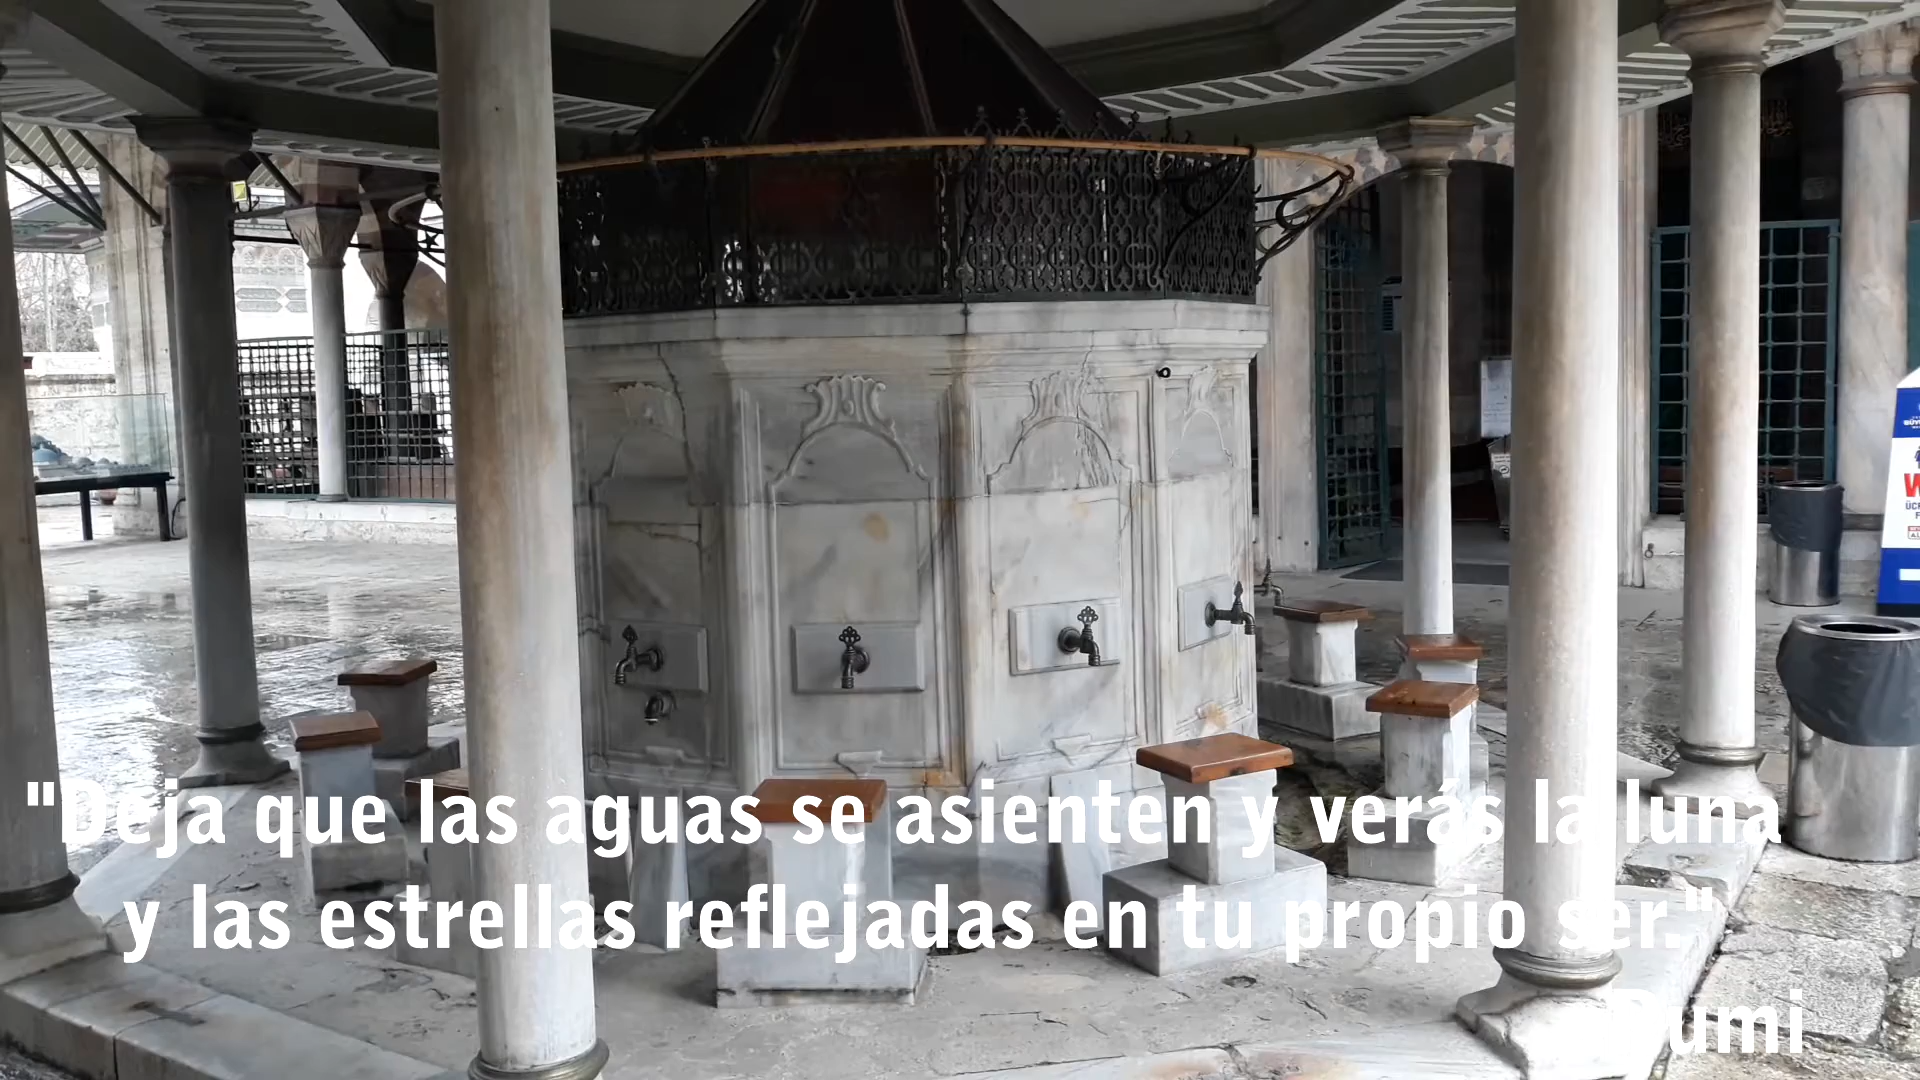 "Deja que las aguas se asienten y verás la luna
y las estrellas reflejadas en tu propio ser."
Rumi